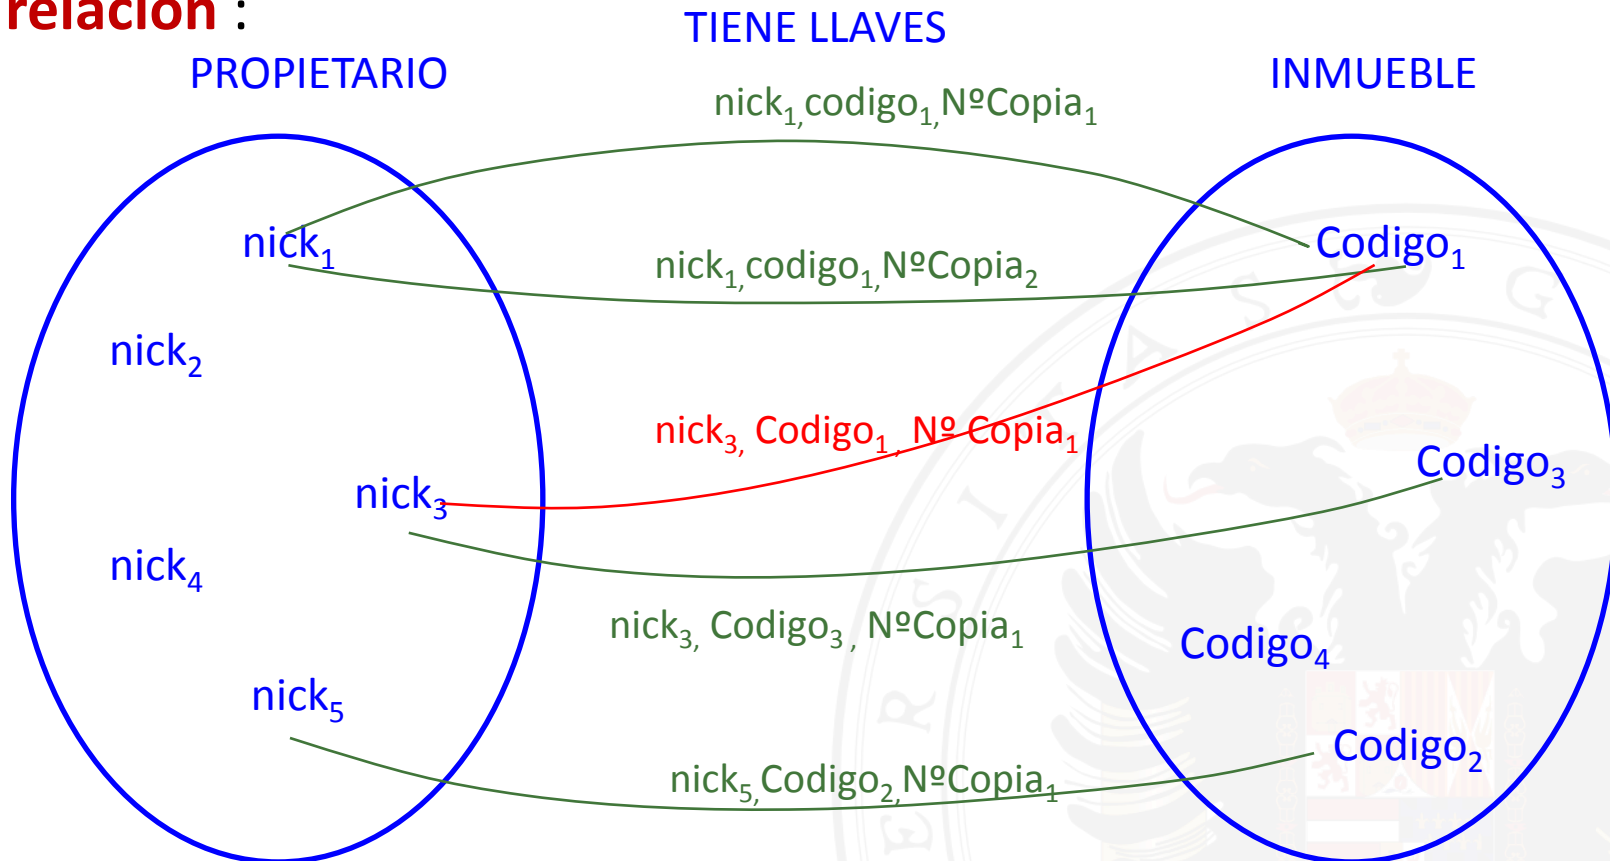 relación :
TIENE LLAVES
PROPIETARIO
INMUEBLE
nick₁,codigo₁,NºCopia₁
nick₁
Codigo₁
nick₁,codigo₁,NºCopia₂
nick₂
nick₃, Codigo₁, Nº Copia₁
Codigo₃
nick₃
nick₄
nick₃, Codigo₃, NºCopia₁
Codigo₄
nick₅
Codigo₂
nick₅,Codigo₂,NºCopia₁